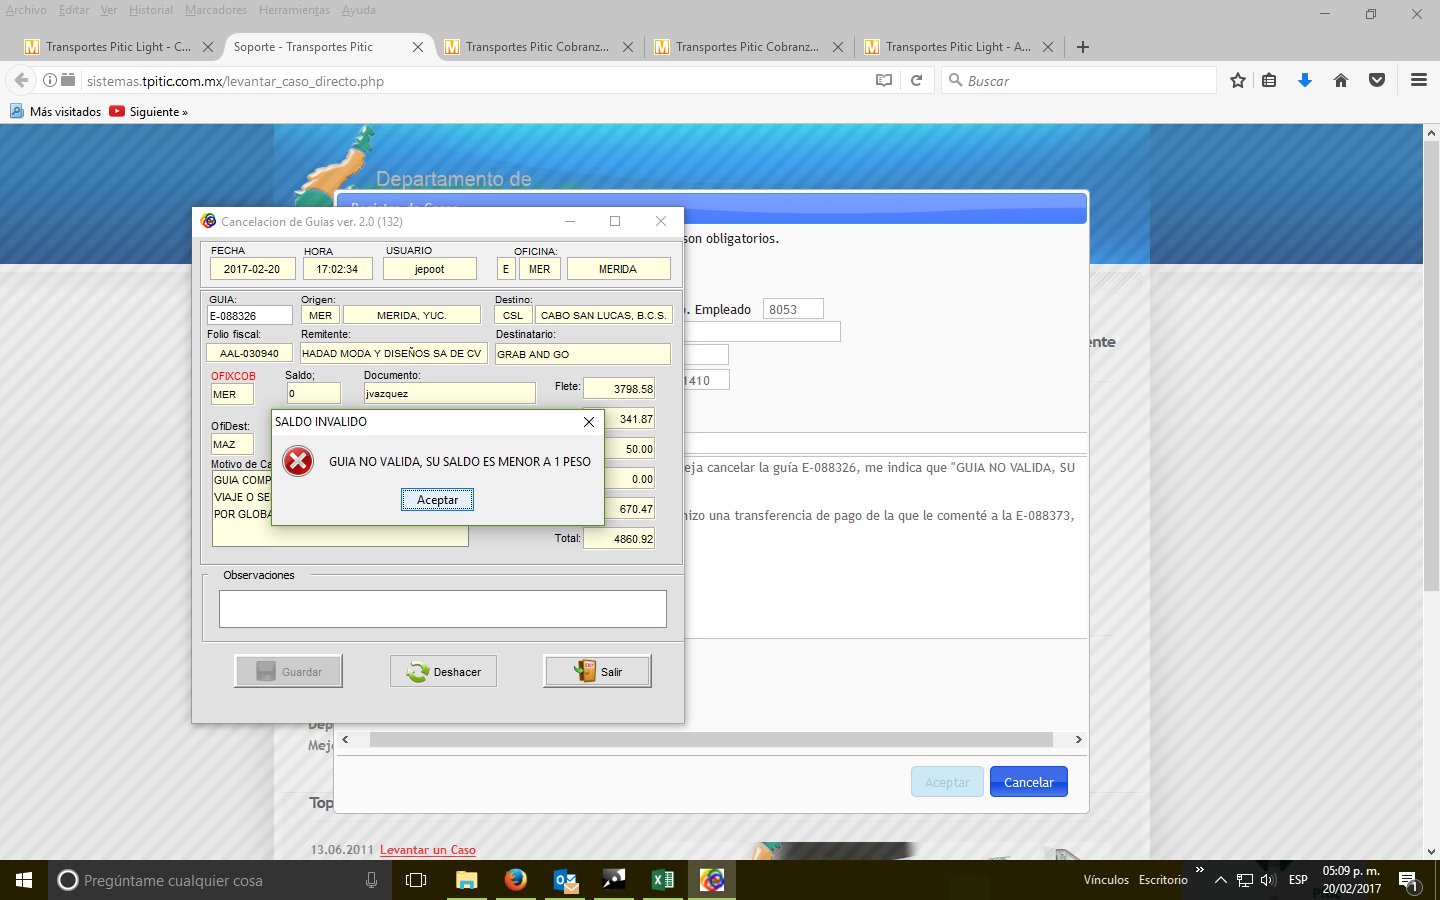 Archivo Editar Ver Historial Marcadores Herramientas Ayuda
Transportes Pitic Light - C...
Soporte - Transportes Pitic
Transportes Pitic Cobranz...
Transportes Pitic Cobranz...
Transportes Pitic Light - A...
sistemas.tpitic.com.mx/levantar_caso_directo.php
Buscar
Más visitados
Siguiente »
Departamento de
son obligatorios.
Empleado 8053
1410
eja cancelar la guía E-088326, me indica que "GUIA NO VALIDA, SU
izo una transferencia de pago de la que le comenté a la E-088373,
ente
Cancelacion de Guias ver. 2.0 (132)
FECHA HORA USUARIO OFICINA:
2017-02-20 17:02:34 jepoot E MER MERIDA
GUIA: Origen: Destino:
E-088326 MER MERIDA, YUC. CSL CABO SAN LUCAS, B.C.S.
Folio fiscal: Remitente: Destinatario:
AAL-030940 HADAD MODA Y DISEÑOS SA DE CV GRAB AND GO
OFIXCOB Saldo; Documento:
MER 0 jvazquez Flete: 3798.58
341.87
OfiDest: 50.00
MAZ
Motivo de Ca
GUIA COMP 0.00
VIAJE O SE
POR GLOBA 670.47
Total: 4860.92
SALDO INVALIDO
GUIA NO VALIDA, SU SALDO ES MENOR A 1 PESO
Aceptar
Observaciones
Guardar Deshacer Salir
Dep
Mejo
Aceptar Cancelar
Top
13.06.2011 Levantar un Caso
Pregúntame cualquier cosa
Vínculos Escritorio » ESP
05:09 p. m.
20/02/2017
1